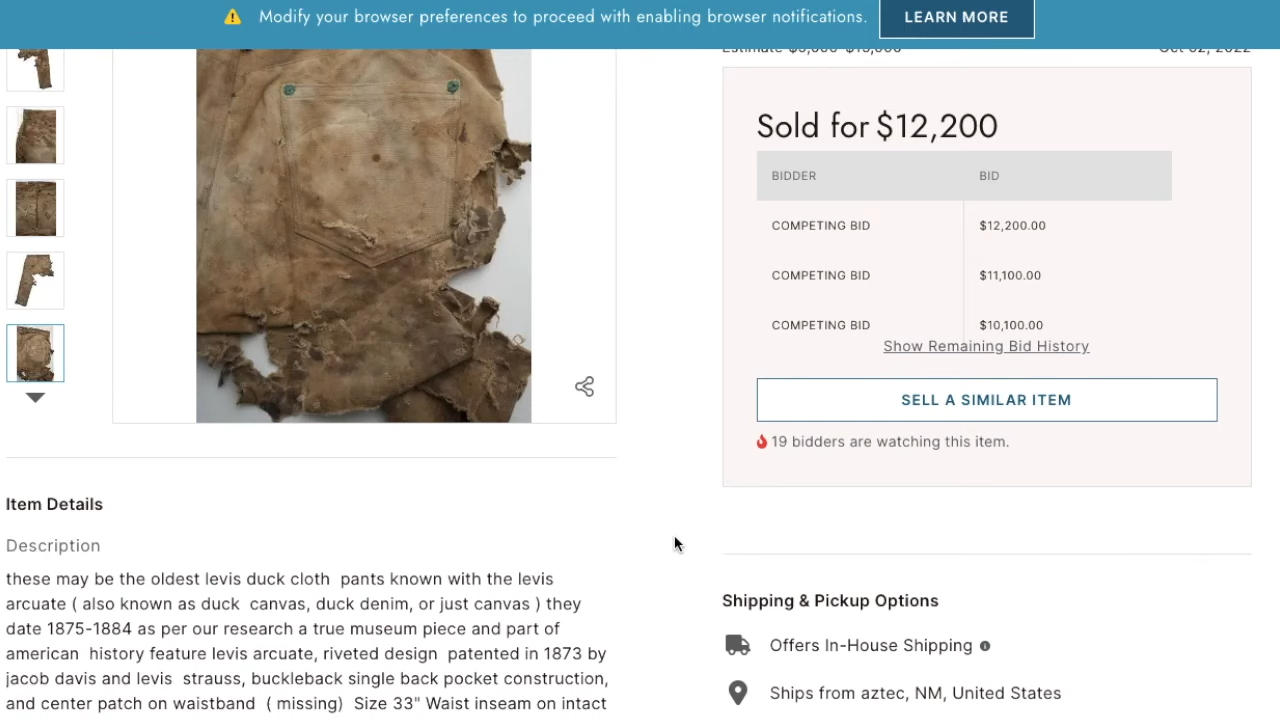 Modify your browser preferences to proceed with enabling browser notifications.
LEARN MORE
Oct 02, 2022
Sold for $12,200
BIDDER BID
COMPETING BID $12,200.00
COMPETING BID $11,100.00
COMPETING BID $10,100.00
Show Remaining Bid History
SELL A SIMILAR ITEM
19 bidders are watching this item.
Item Details
Description
these may be the oldest levis duck cloth pants known with the levis
arcuate ( also known as duck canvas, duck denim, or just canvas ) they
date 1875-1884 as per our research a true museum piece and part of
american history feature levis arcuate, riveted design patented in 1873 by
jacob davis and levis strauss, buckleback single back pocket construction,
and center patch on waistband ( missing) Size 33" Waist inseam on intact
Shipping & Pickup Options
Offers In-House Shipping
Ships from aztec, NM, United States